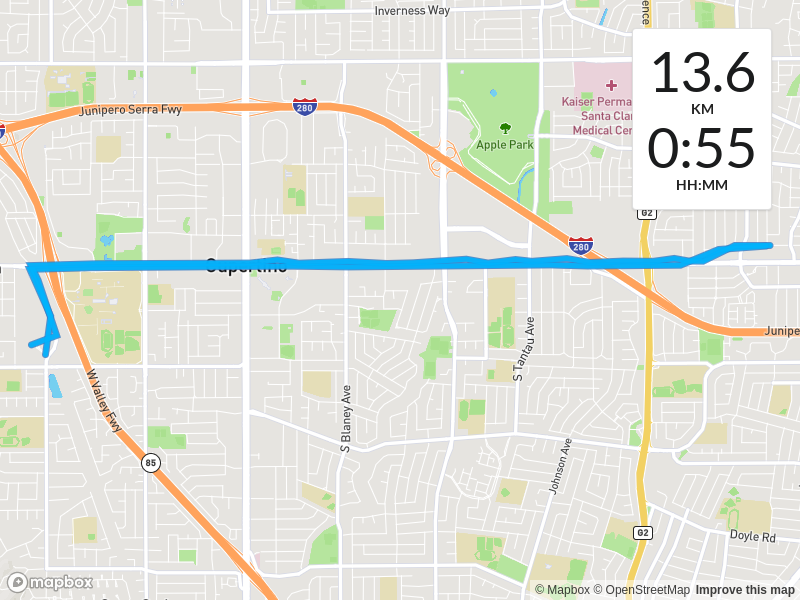 Inverness Way
13.6
KM
0:55
HH:MM
280
Junipero Serra Fwy
Kaiser Perma
Santa Clar
Medical Cen
Apple Park
G2
280
Cupertino
Junipe
S Tantau Ave
W Valley Fwy
S Blaney Ave
85
Johnson Ave
G2
Doyle Rd
mapbox
© Mapbox © OpenStreetMap Improve this map